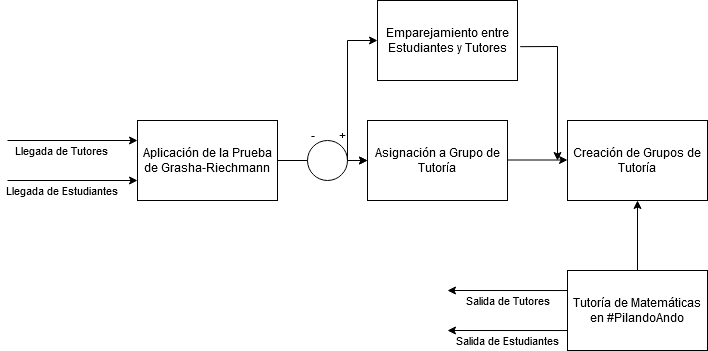 Emparejamiento entre
Estudiantes y Tutores
- +
Llegada de Tutores
Llegada de Estudiantes
Aplicación de la Prueba
de Grasha-Riechmann
Asignación a Grupo de
Tutoría
Creación de Grupos de
Tutoría
Salida de Tutores
Salida de Estudiantes
Tutoría de Matemáticas
en #PilandoAndo